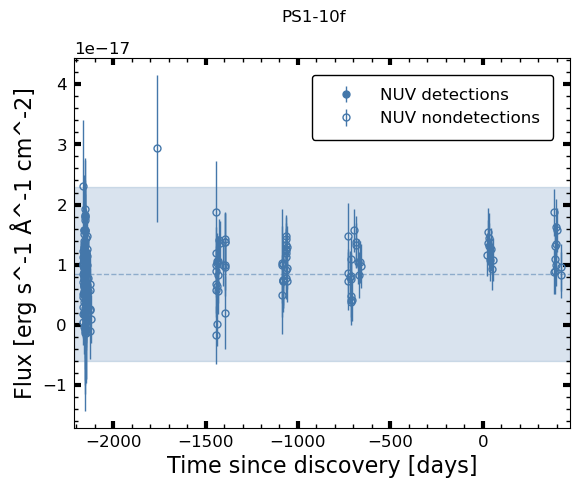 PS1-10f
1e−17
NUV detections
NUV nondetections
4
3
2
1
0
−1
Flux [erg s^-1 Å^-1 cm^-2]
−2000
−1500
−1000
−500
0
Time since discovery [days]